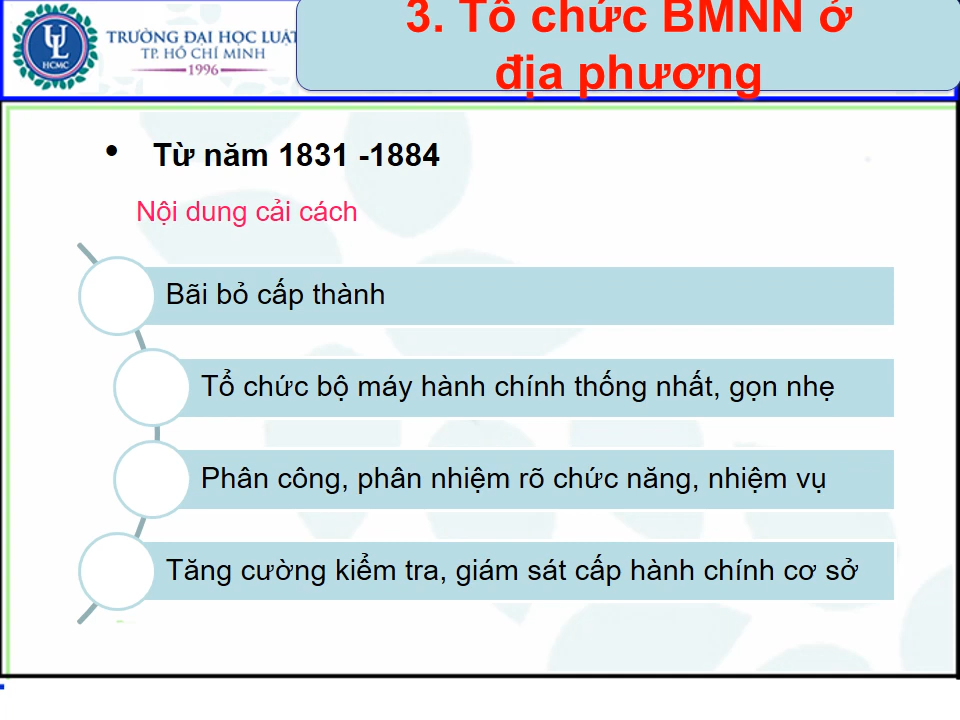 TRƯỜNG ĐẠI HỌC LUẬT
TP. HỒ CHÍ MINH
1996
UL
HCMC
3. Tổ chức BMNN ở
địa phương
• Từ năm 1831 -1884
Nội dung cải cách
Bãi bỏ cấp thành
Tổ chức bộ máy hành chính thống nhất, gọn nhẹ
Phân công, phân nhiệm rõ chức năng, nhiệm vụ
Tăng cường kiểm tra, giám sát cấp hành chính cơ sở